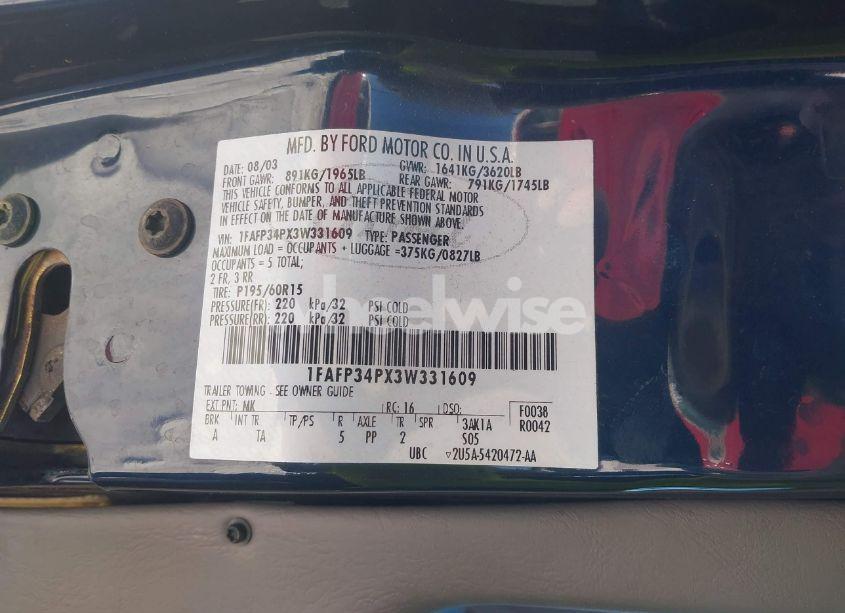 MFD. BY FORD MOTOR CO. IN U.S.A.
DATE: 08/03 GVWR: 1641KG/3620LB
FRONT GAWR: 891KG/1965LB REAR GAWR: 791KG/1745LB
THIS VEHICLE CONFORMS TO ALL APPLICABLE FEDERAL MOTOR
VEHICLE SAFETY, BUMPER, AND THEFT PREVENTION STANDARDS
IN EFFECT ON THE DATE OF MANUFACTURE SHOWN ABOVE.
VIN: 1FAFP34PX3W331609 TYPE: PASSENGER
MAXIMUM LOAD = OCCUPANTS + LUGGAGE =375KG/0827LB
OCCUPANTS = 5 TOTAL;
2 FR, 3 RR
TIRE: P195/60R15
PRESSURE(FR): 220 kPa/32 PSI COLD
PRESSURE(RR): 220 kPa/32 PSI COLD
wheelwise
1FAFP34PX3W331609
TRAILER TOWING - SEE OWNER GUIDE
EXT PNT: MK RC: 16 DSO: F0038
BRK INT TR TP/PS R AXLE TR SPR 3AK1A R0042
A TA 5 PP 2 S05
UBC ▽2U5A-5420472-AA